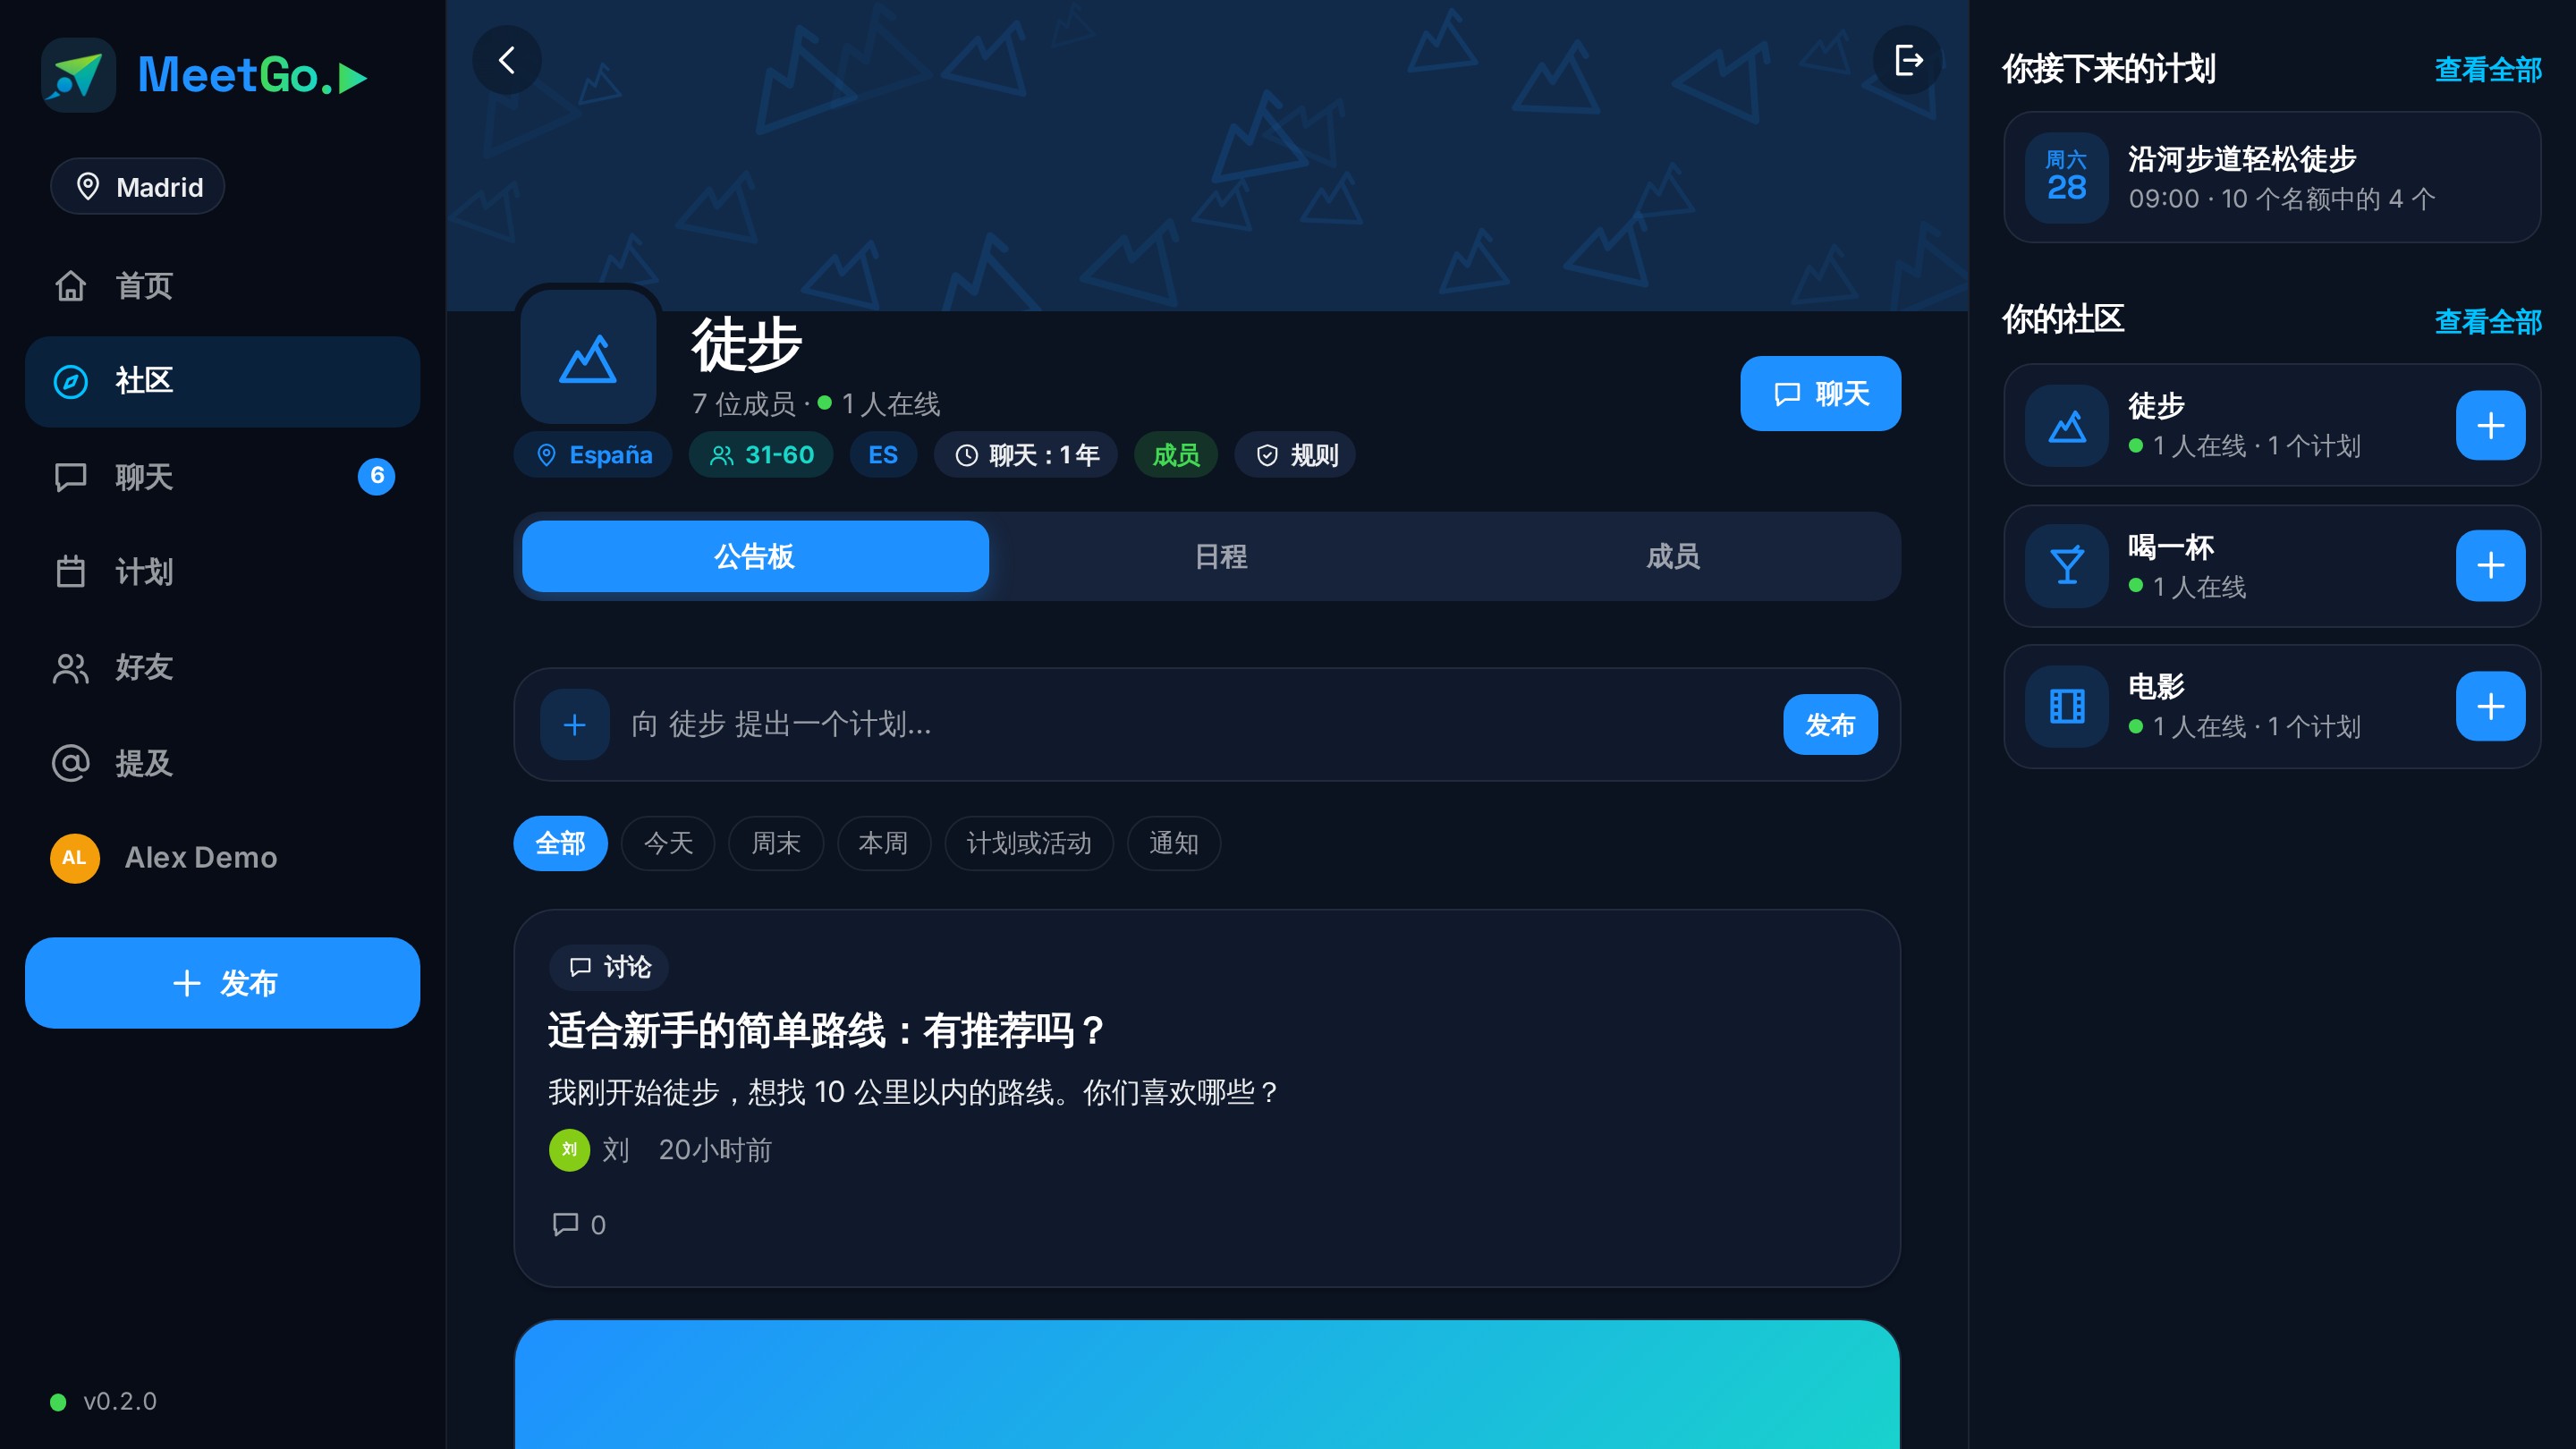 MeetGo.
Madrid
首页
社区
聊天
6
计划
好友
提及
AL
Alex Demo
发布
v0.2.0
徒步
7 位成员 · 1 人在线
聊天
España
31-60
ES
聊天：1 年
成员
规则
公告板
日程
成员
向 徒步 提出一个计划...
发布
全部
今天
周末
本周
计划或活动
通知
讨论
适合新手的简单路线：有推荐吗？
我刚开始徒步，想找 10 公里以内的路线。你们喜欢哪些？
刘
刘 20小时前
0
你接下来的计划
查看全部
周六
28
沿河步道轻松徒步
09:00 · 10 个名额中的 4 个
你的社区
查看全部
徒步
1 人在线 · 1 个计划
喝一杯
1 人在线
电影
1 人在线 · 1 个计划